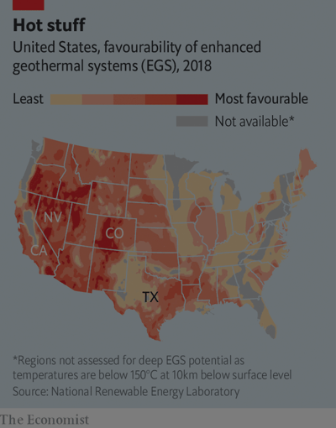 Hot stuff
United States, favourability of enhanced
geothermal systems (EGS), 2018
Least Most favourable
Not available*
NV
CO
CA
TX
*Regions not assessed for deep EGS potential as
temperatures are below 150°C at 10km below surface level
Source: National Renewable Energy Laboratory
The Economist